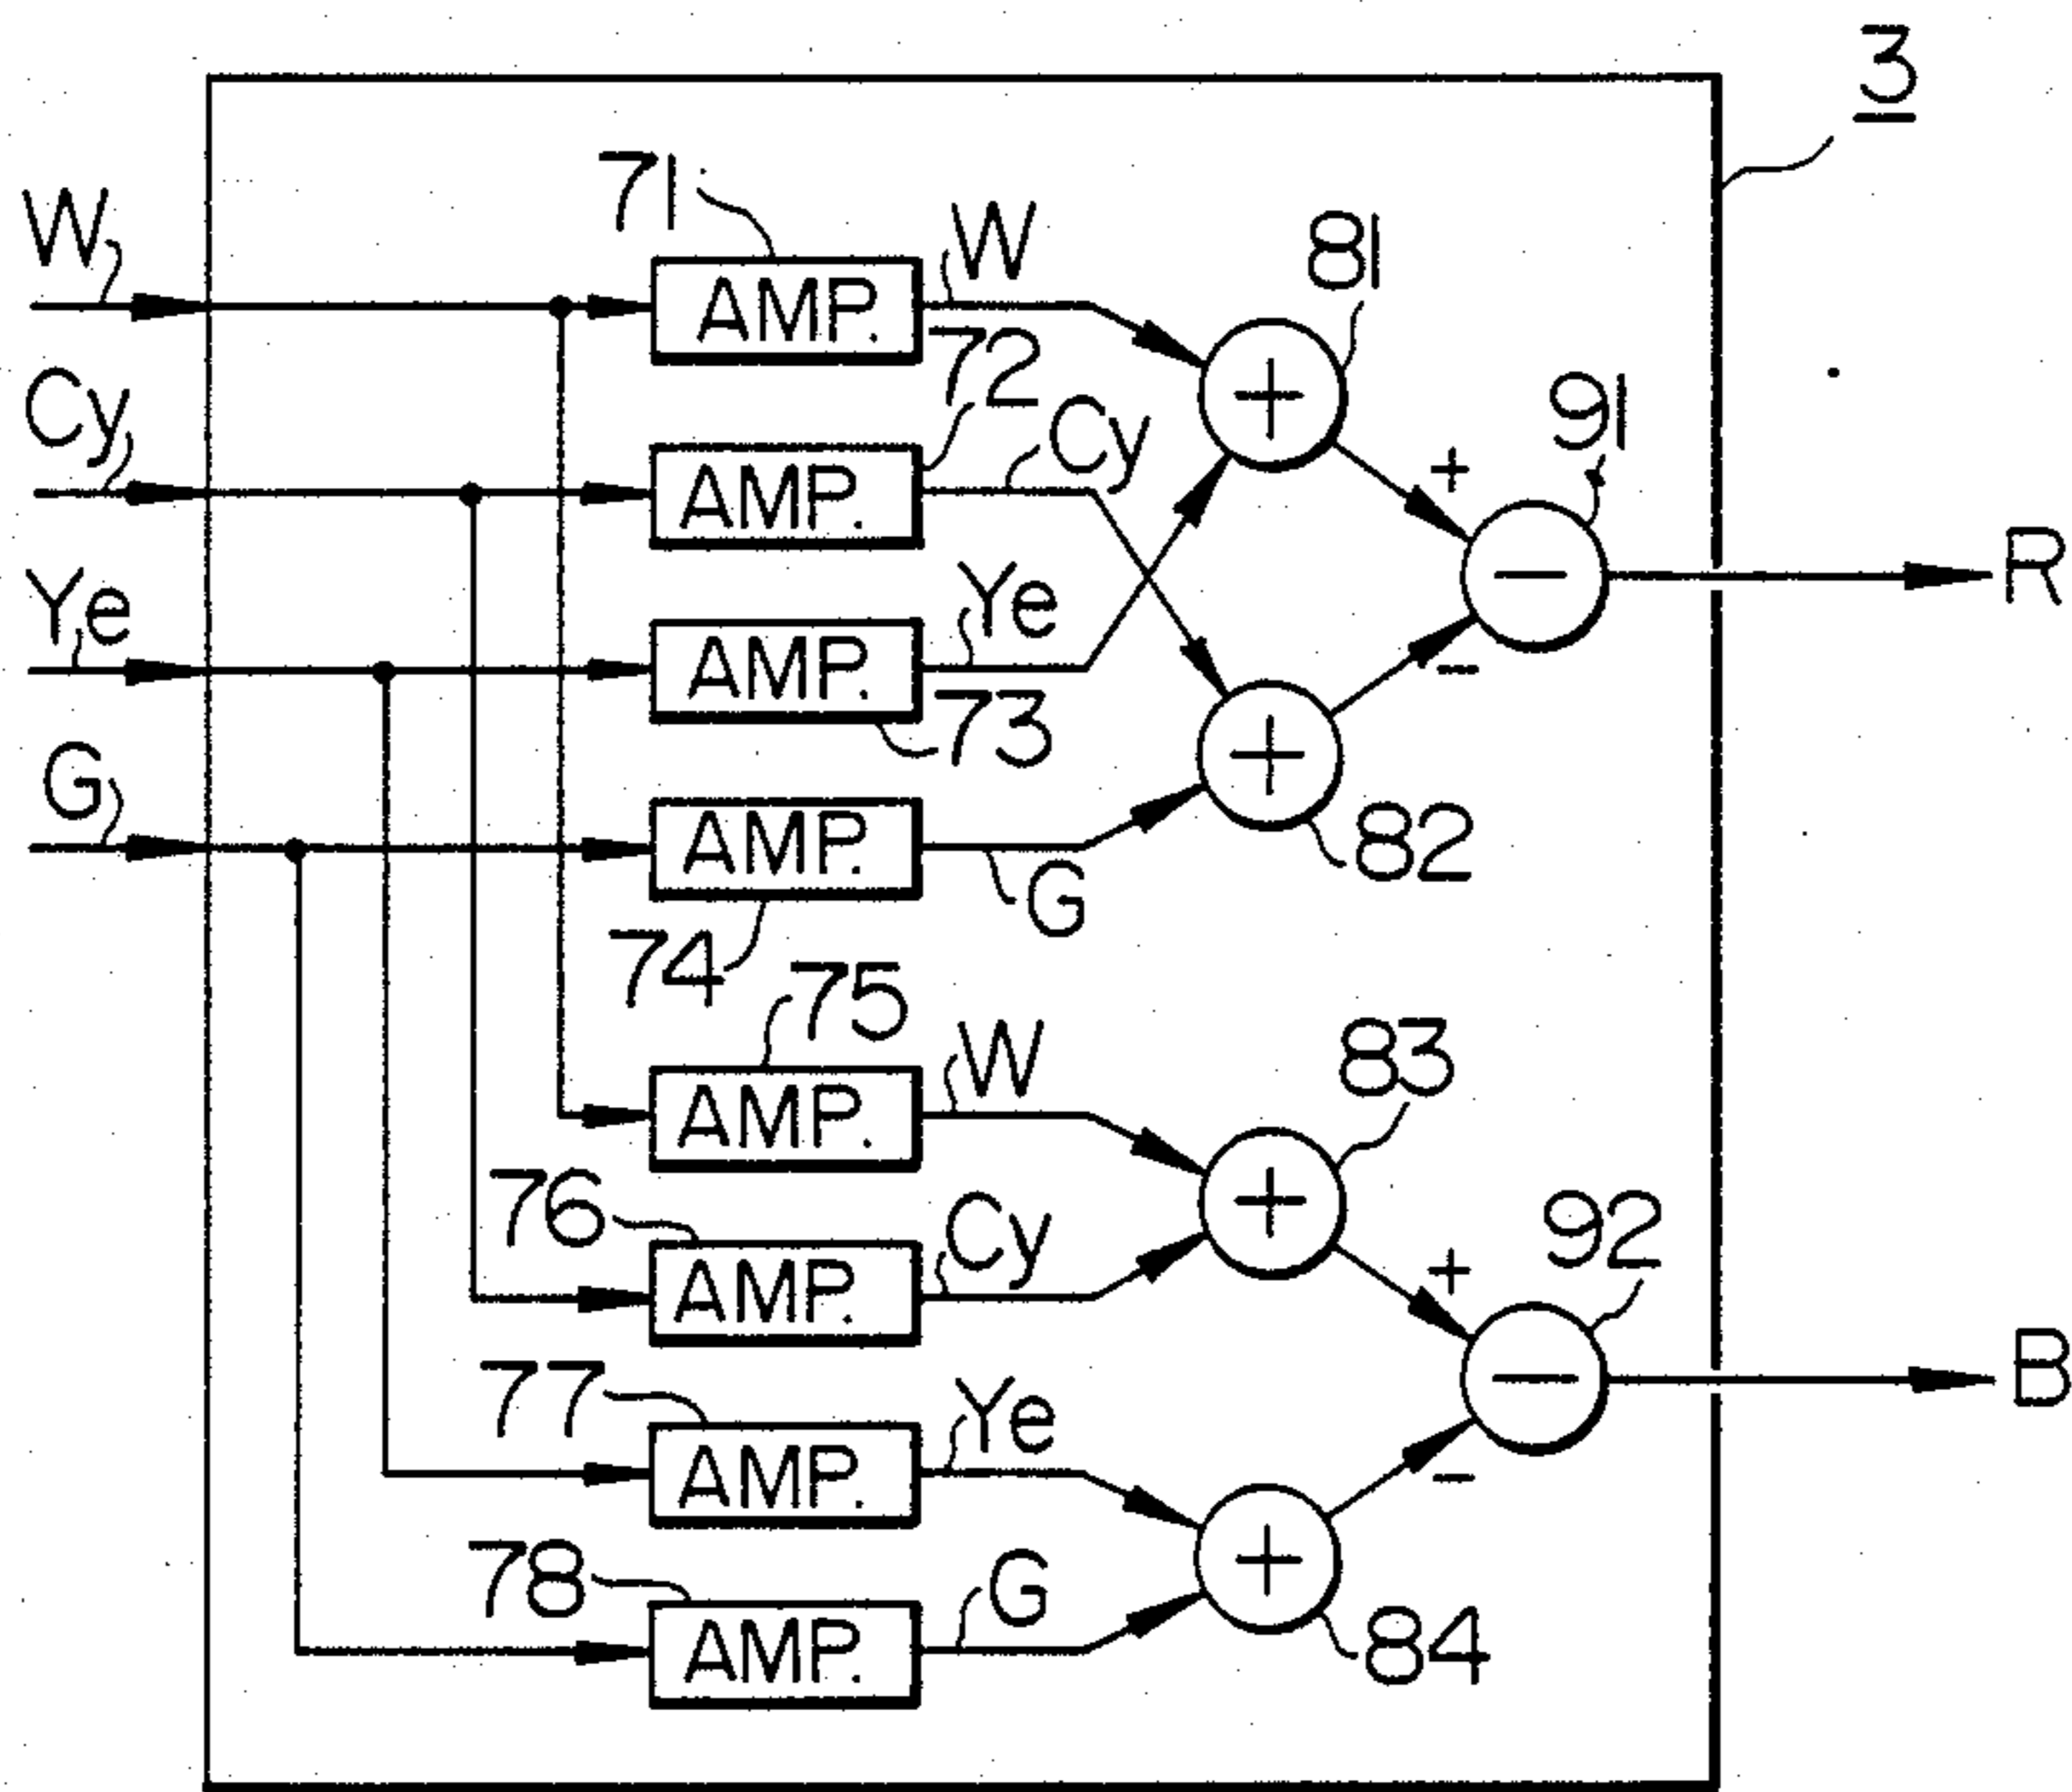 3
71
W
AMP.
W
81
72
Cy
AMP.
Cy
91
+
+
Ye
AMP.
Ye
−
R
73
−
G
AMP.
+
82
G
74
75
W
83
AMP.
76
Cy
+
92
AMP.
+
B
77
Ye
−
AMP.
−
78
G
+
AMP.
84